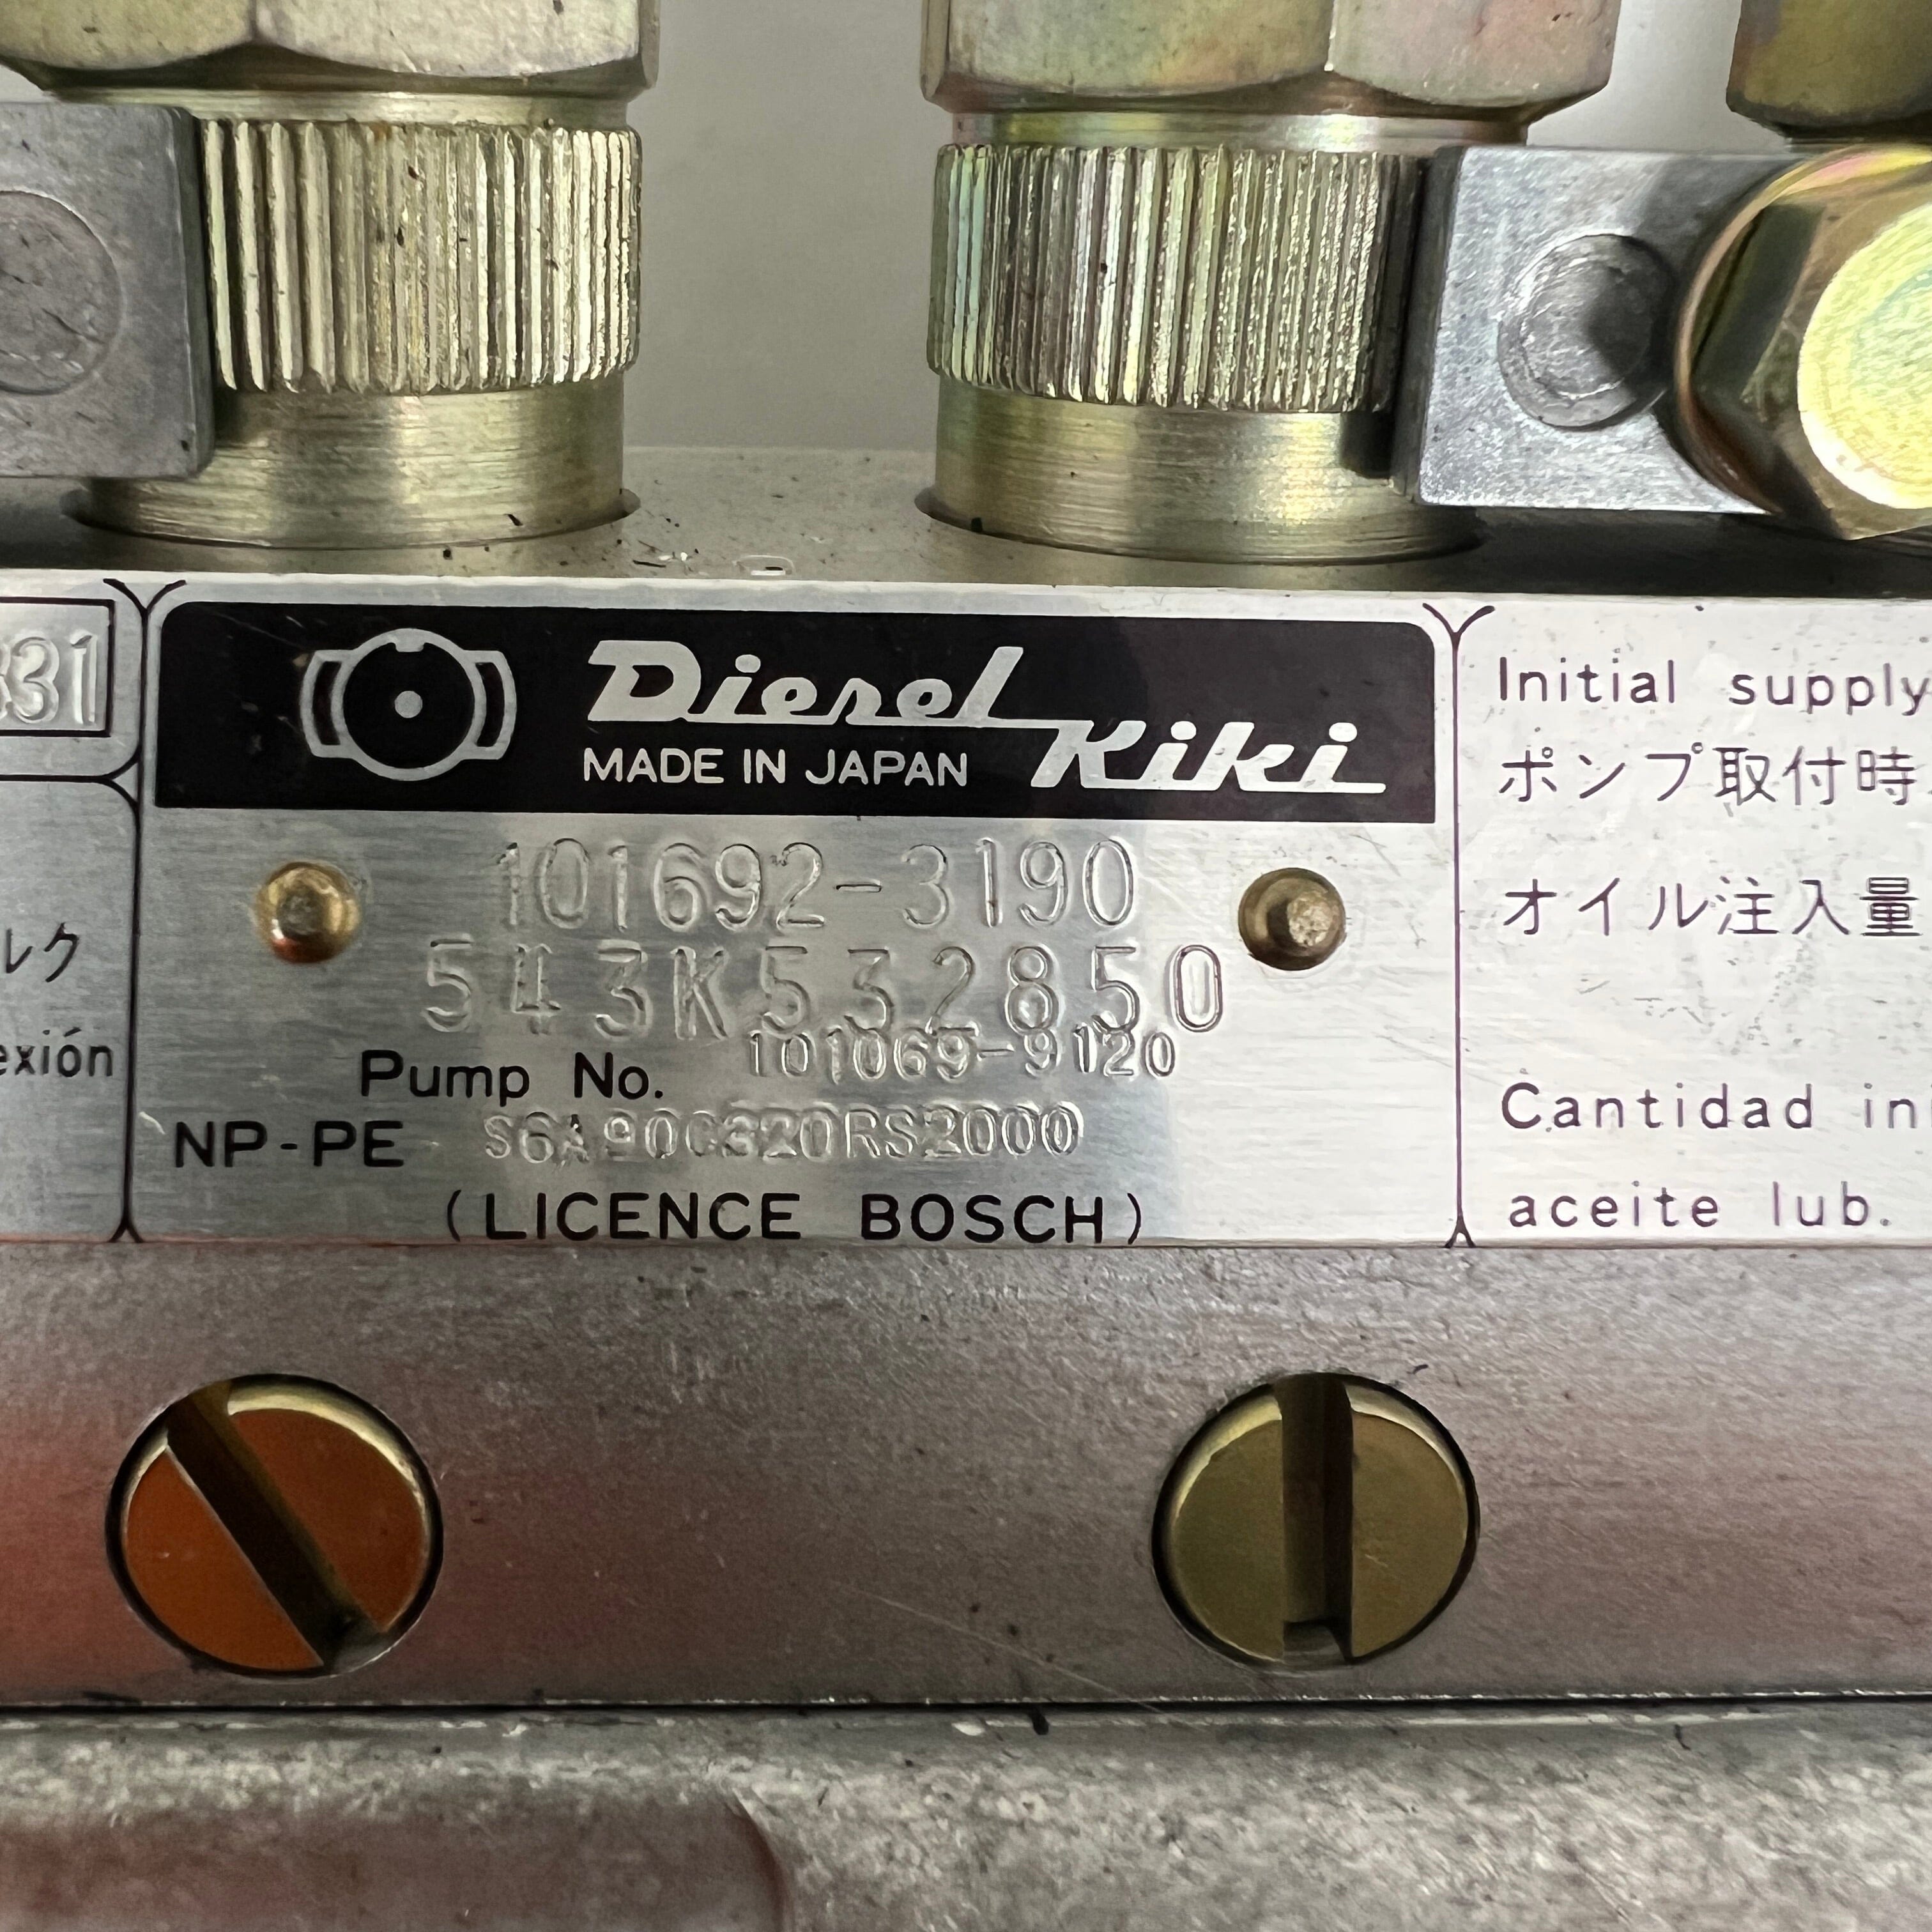 331
ルク
exión
Diesel Kiki
MADE IN JAPAN
101692-3190
543K532850
Pump No. 101069-9120
NP-PE S6A90C320RS2000
(LICENCE BOSCH)
Initial supply
ポンプ取付時
オイル注入量
Cantidad in
aceite lub.